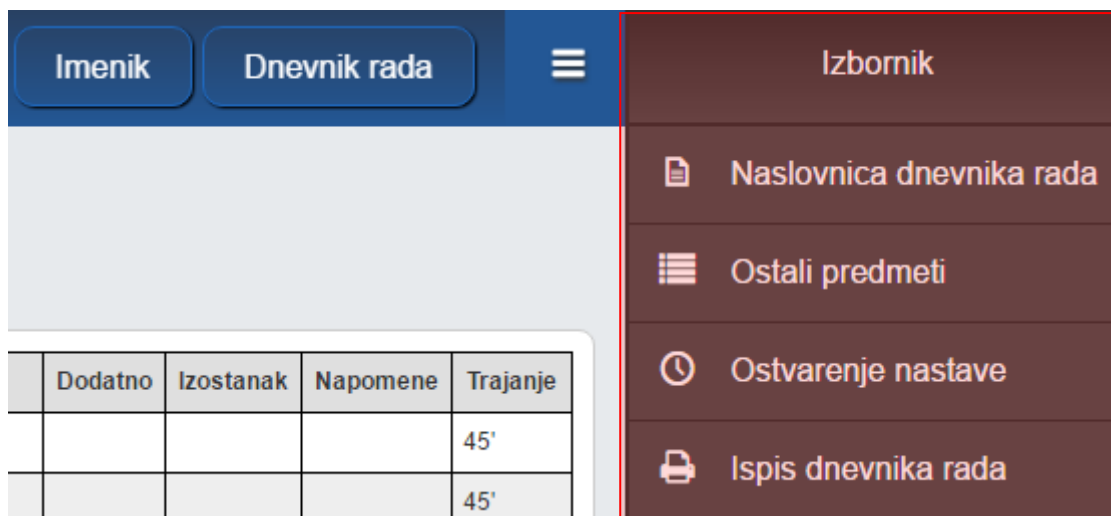 Imenik
Dnevnik rada
Izbornik
Naslovnica dnevnika rada
Ostali predmeti
Ostvarenje nastave
Ispis dnevnika rada
Dodatno Izostanak Napomene Trajanje
45'
45'